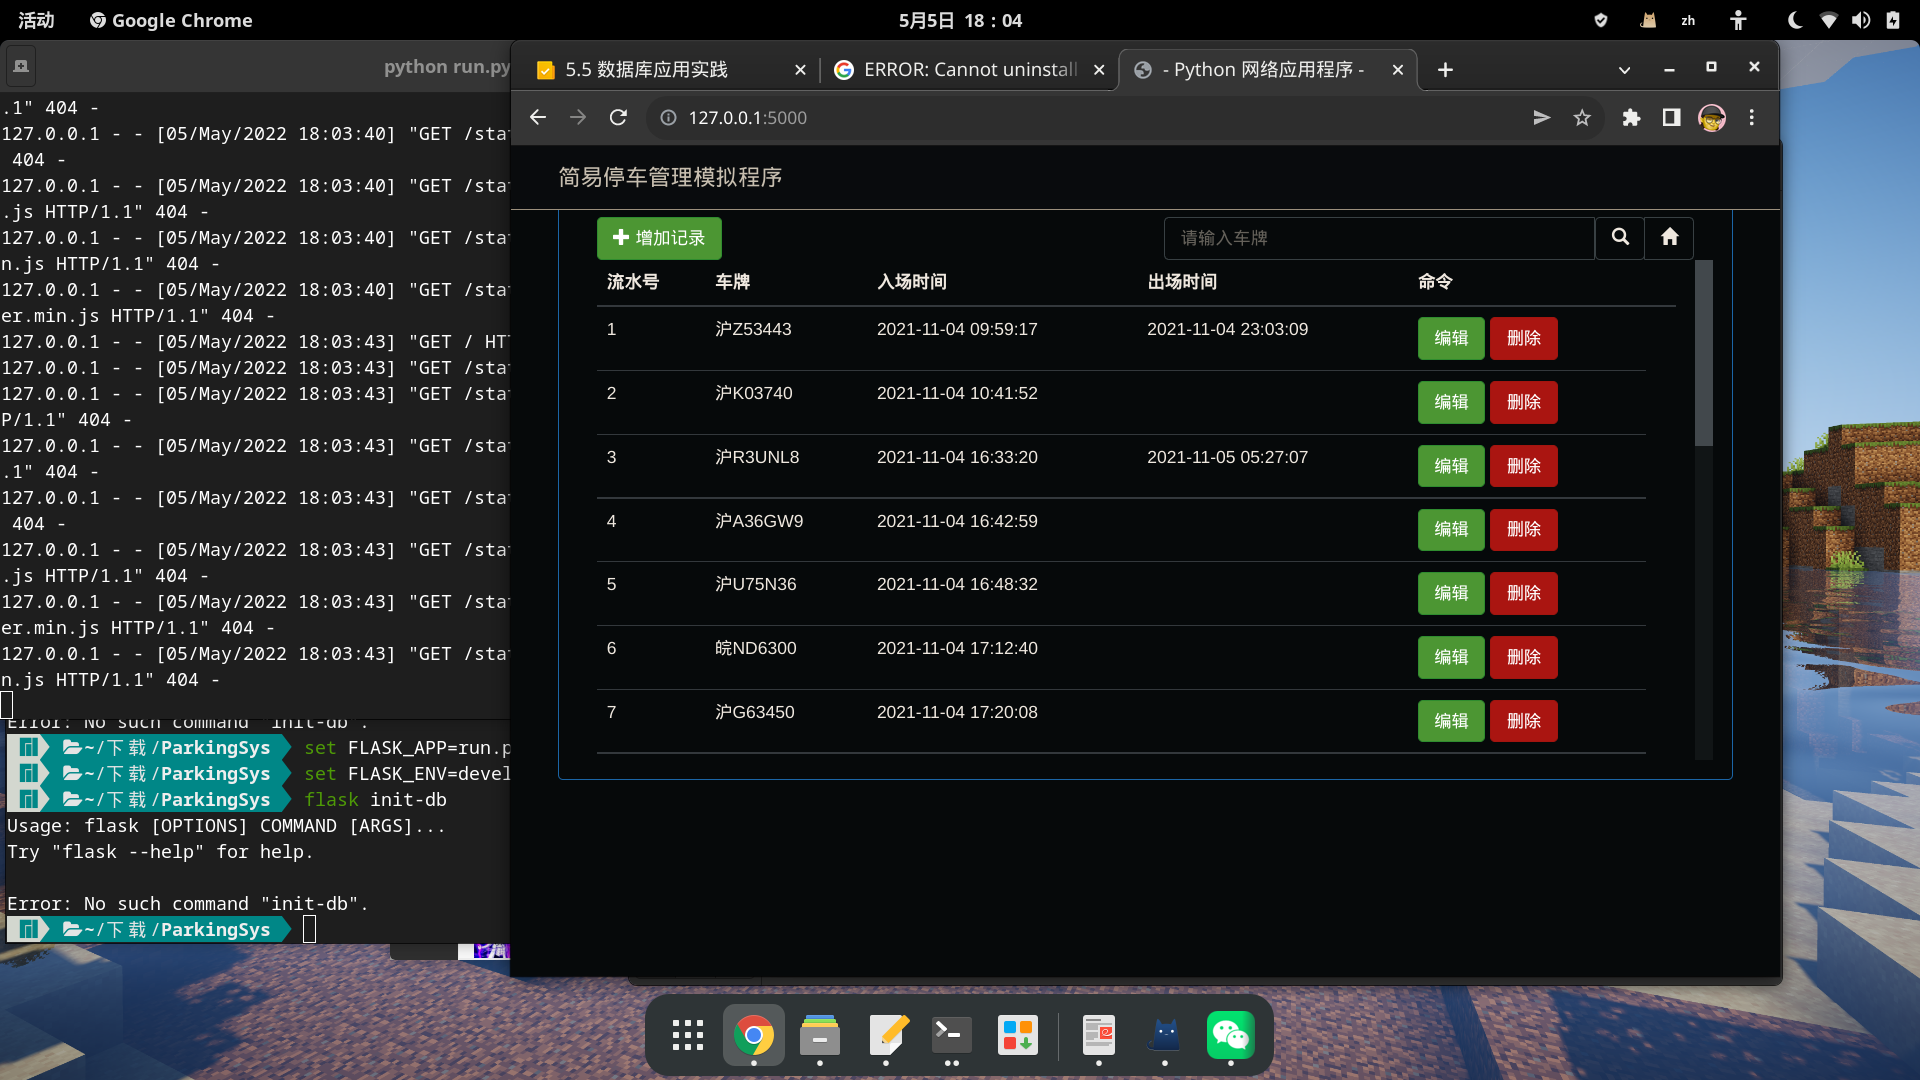 活动
Google Chrome
5月5日 18：04
zh
python run.py
.1" 404 -
127.0.0.1 - - [05/May/2022 18:03:40] "GET /sta
404 -
127.0.0.1 - - [05/May/2022 18:03:40] "GET /sta
.js HTTP/1.1" 404 -
127.0.0.1 - - [05/May/2022 18:03:40] "GET /sta
n.js HTTP/1.1" 404 -
127.0.0.1 - - [05/May/2022 18:03:40] "GET /sta
er.min.js HTTP/1.1" 404 -
127.0.0.1 - - [05/May/2022 18:03:43] "GET / HT
127.0.0.1 - - [05/May/2022 18:03:43] "GET /sta
127.0.0.1 - - [05/May/2022 18:03:43] "GET /sta
P/1.1" 404 -
127.0.0.1 - - [05/May/2022 18:03:43] "GET /sta
.1" 404 -
127.0.0.1 - - [05/May/2022 18:03:43] "GET /sta
404 -
127.0.0.1 - - [05/May/2022 18:03:43] "GET /sta
.js HTTP/1.1" 404 -
127.0.0.1 - - [05/May/2022 18:03:43] "GET /sta
er.min.js HTTP/1.1" 404 -
127.0.0.1 - - [05/May/2022 18:03:43] "GET /sta
n.js HTTP/1.1" 404 -
Error: No such command "init-db".
~/下载/ParkingSys set FLASK_APP=run.p
~/下载/ParkingSys set FLASK_ENV=devel
~/下载/ParkingSys flask init-db
Usage: flask [OPTIONS] COMMAND [ARGS]...
Try "flask --help" for help.
Error: No such command "init-db".
~/下载/ParkingSys
5.5 数据库应用实践
ERROR: Cannot uninstall
- Python 网络应用程序 -
127.0.0.1:5000
简易停车管理模拟程序
增加记录
请输入车牌
流水号 车牌 入场时间 出场时间 命令
1 沪Z53443 2021-11-04 09:59:17 2021-11-04 23:03:09 编辑 删除
2 沪K03740 2021-11-04 10:41:52 编辑 删除
3 沪R3UNL8 2021-11-04 16:33:20 2021-11-05 05:27:07 编辑 删除
4 沪A36GW9 2021-11-04 16:42:59 编辑 删除
5 沪U75N36 2021-11-04 16:48:32 编辑 删除
6 皖ND6300 2021-11-04 17:12:40 编辑 删除
7 沪G63450 2021-11-04 17:20:08 编辑 删除